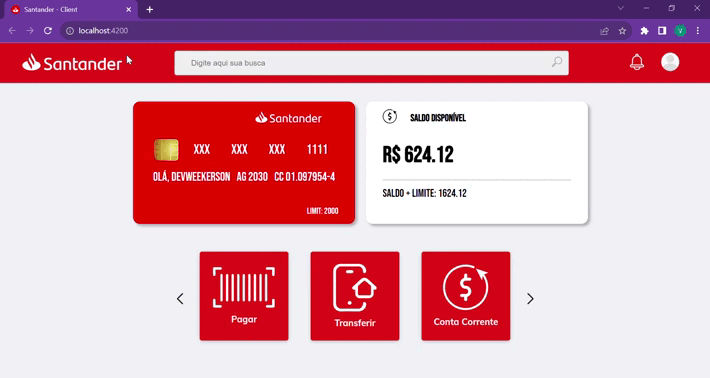 Santander - Client
localhost:4200
V
Santander
Digite aqui sua busca
Santander
XXX XXX XXX 1111
OLÁ, DEVWEEKERSON AG 2030 CC 01.097954-4
LIMIT: 2000
SALDO DISPONÍVEL
R$ 624.12
SALDO + LIMITE: 1624.12
Pagar
Transferir
Conta Corrente